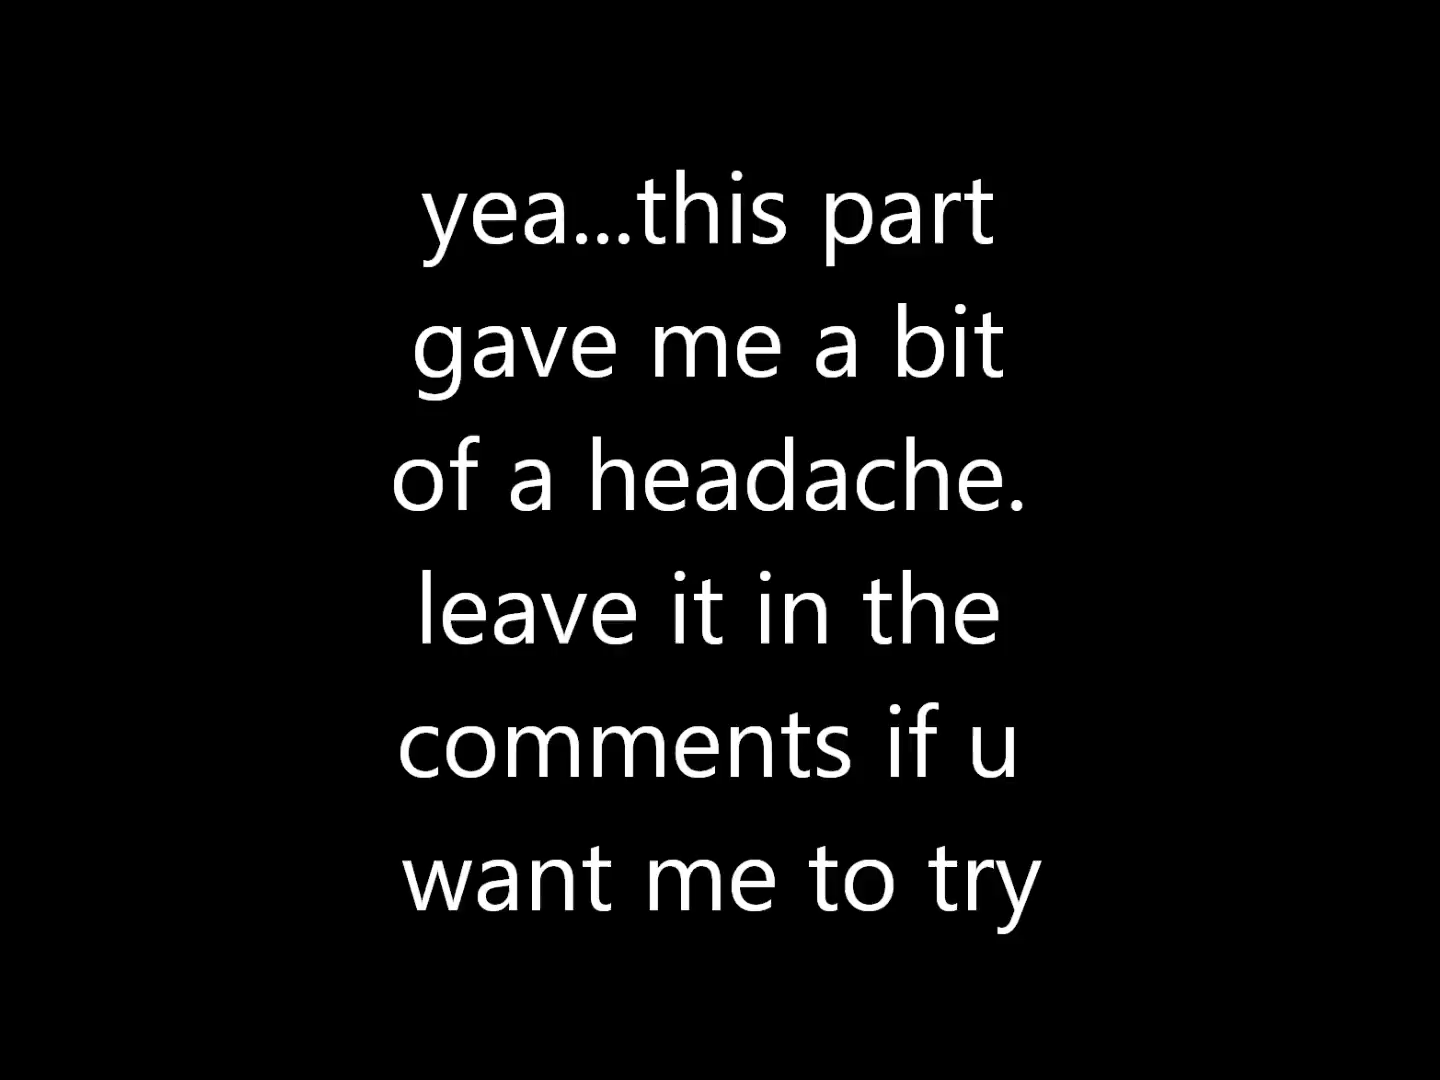 yea...this part
gave me a bit
of a headache.
leave it in the
comments if u
want me to try